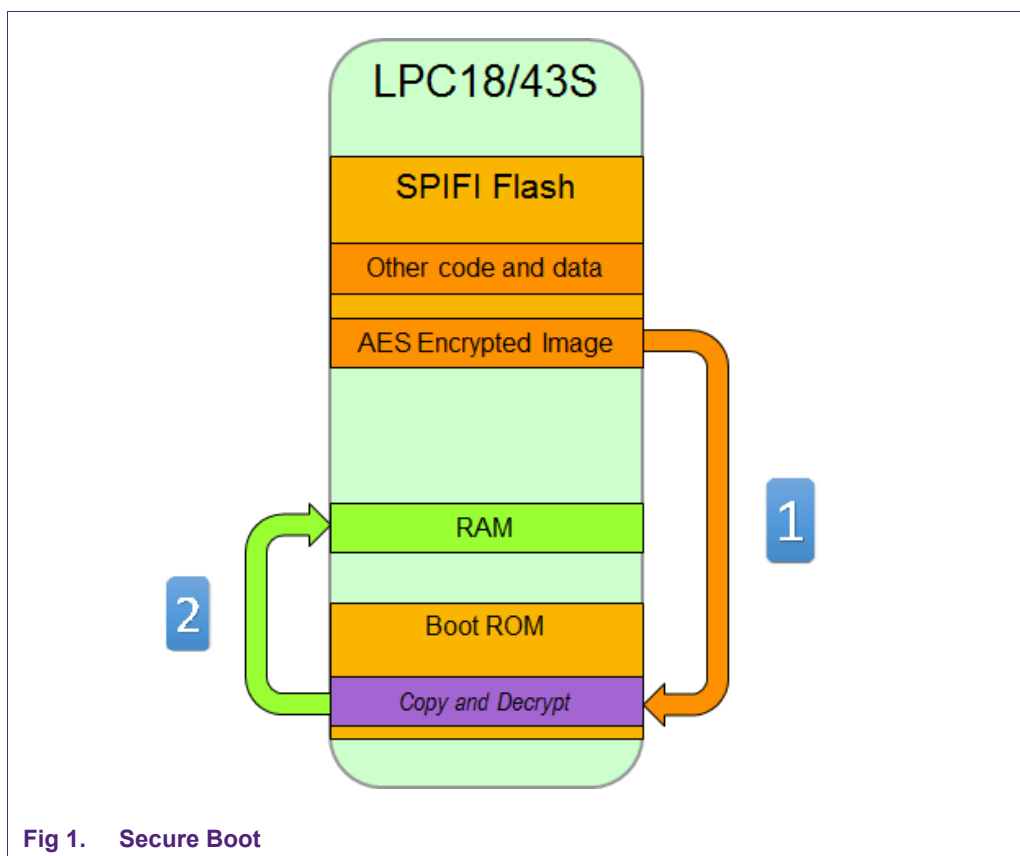 LPC18/43S
SPIFI Flash
Other code and data
AES Encrypted Image
1
RAM
2
Boot ROM
Copy and Decrypt
Fig 1. Secure Boot